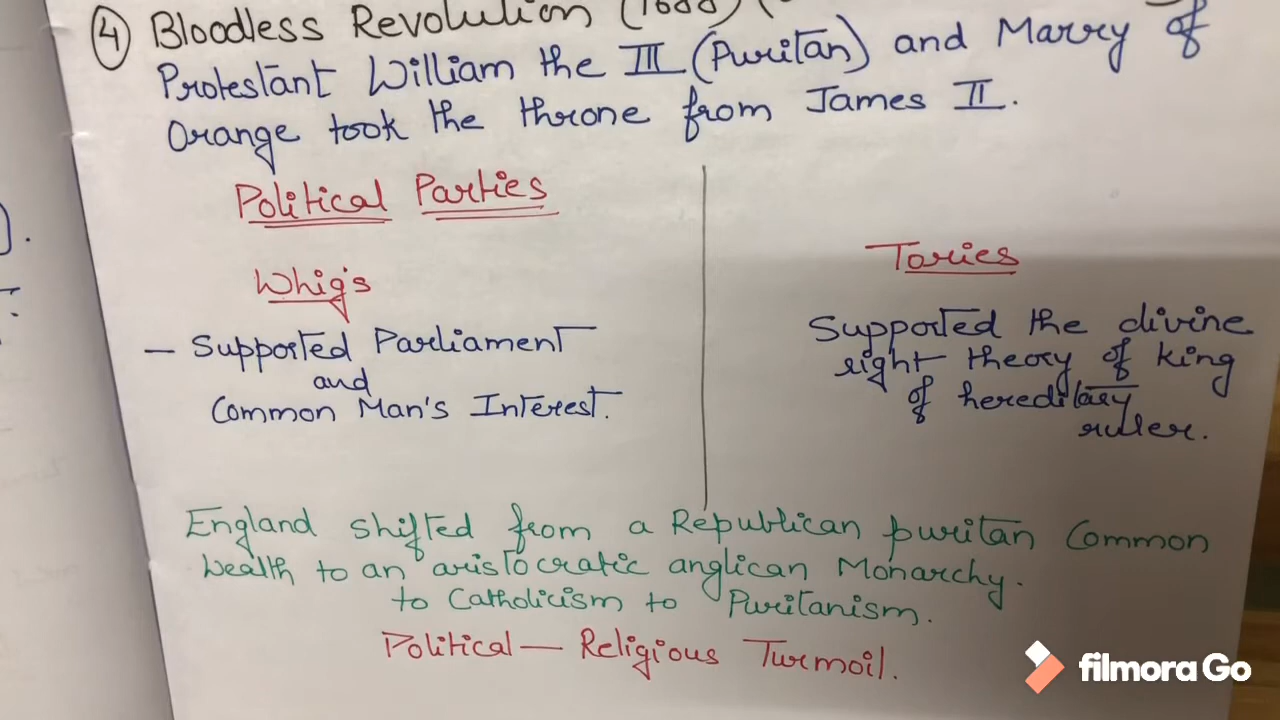 ④ Bloodless Revolution (1688) (
Protestant William the III (Puritan) and Marry of
Orange took the throne from James II.
Political Parties
Whig's
- Supported Parliament
and
Common Man's Interest.
Tories
Supported the divine
right theory of king
of hereditary
ruler.
England shifted from a Republican puritan Common
wealth to an aristocratic anglican Monarchy.
to Catholicism to Puritanism.
Political — Religious Turmoil.
filmora Go